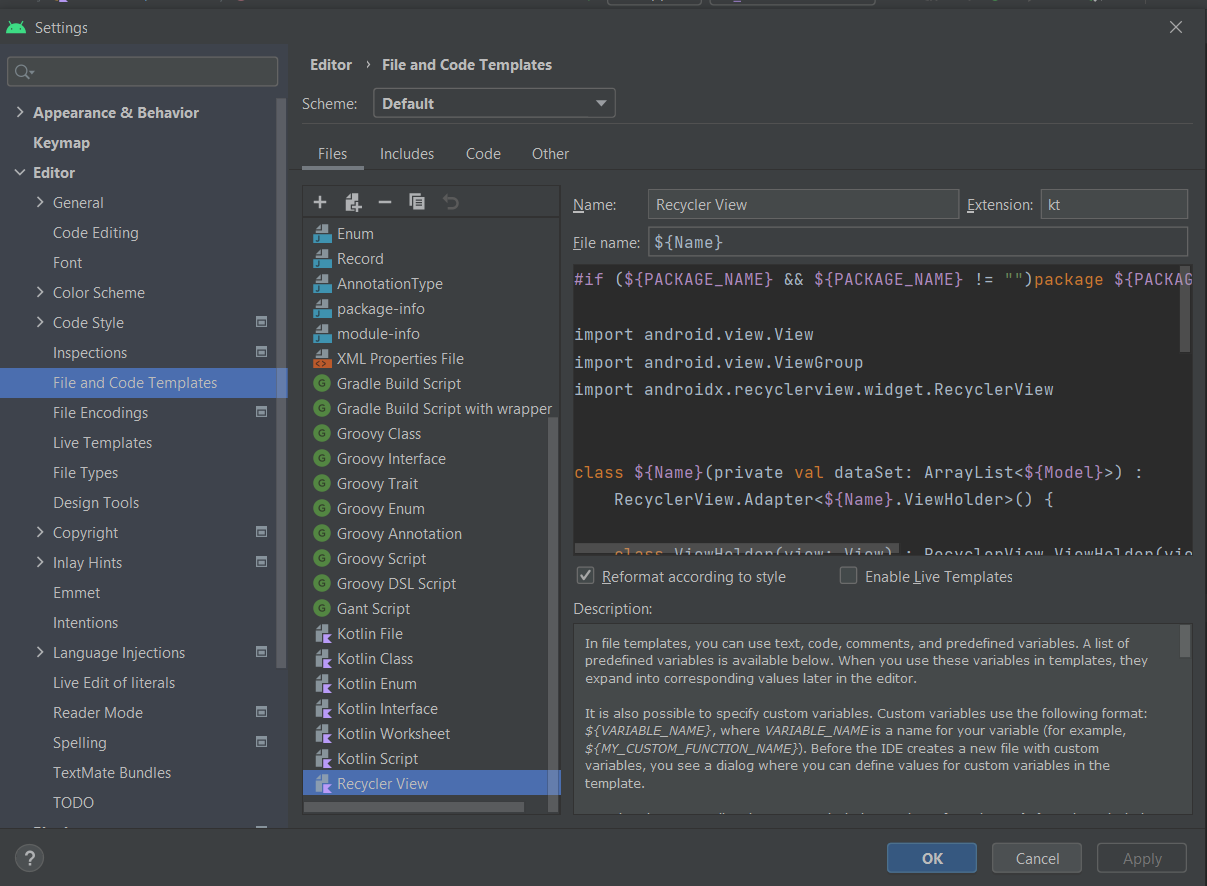 Settings
Editor › File and Code Templates
Scheme: Default
Appearance & Behavior
Keymap
Editor
General
Code Editing
Font
Color Scheme
Code Style
Inspections
File and Code Templates
File Encodings
Live Templates
File Types
Design Tools
Copyright
Inlay Hints
Emmet
Intentions
Language Injections
Live Edit of literals
Reader Mode
Spelling
TextMate Bundles
TODO
Files Includes Code Other
Enum
Record
AnnotationType
package-info
module-info
XML Properties File
Gradle Build Script
Gradle Build Script with wrapper
Groovy Class
Groovy Interface
Groovy Trait
Groovy Enum
Groovy Annotation
Groovy Script
Groovy DSL Script
Gant Script
Kotlin File
Kotlin Class
Kotlin Enum
Kotlin Interface
Kotlin Worksheet
Kotlin Script
Recycler View
Name: Recycler View Extension: kt
File name: ${Name}
#if (${PACKAGE_NAME} && ${PACKAGE_NAME} != "")package ${PACKAG
import android.view.View
import android.view.ViewGroup
import androidx.recyclerview.widget.RecyclerView
class ${Name}(private val dataSet: ArrayList<${Model}>) :
RecyclerView.Adapter<${Name}.ViewHolder>() {
class ViewHolder(view: View) : RecyclerView.ViewHolder(vie
Reformat according to style Enable Live Templates
Description:
In file templates, you can use text, code, comments, and predefined variables. A list of
predefined variables is available below. When you use these variables in templates, they
expand into corresponding values later in the editor.
It is also possible to specify custom variables. Custom variables use the following format:
${VARIABLE_NAME}, where VARIABLE_NAME is a name for your variable (for example,
${MY_CUSTOM_FUNCTION_NAME}). Before the IDE creates a new file with custom
variables, you see a dialog where you can define values for custom variables in the
template.
? OK Cancel Apply